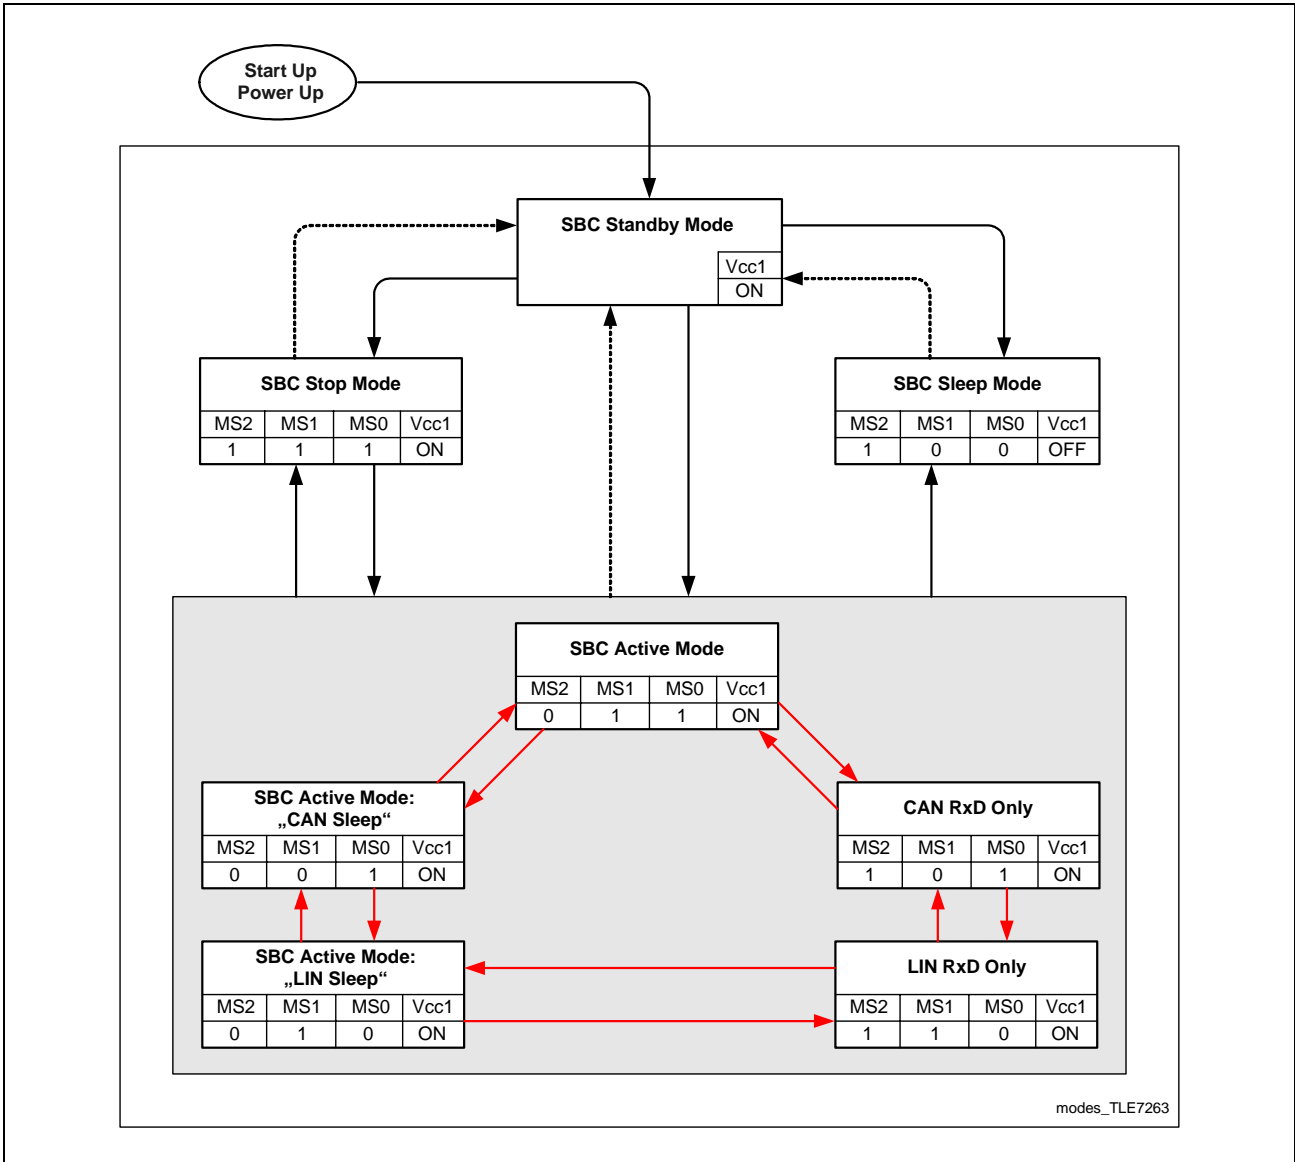 Start Up
Power Up
SBC Standby Mode
Vcc1
ON
SBC Stop Mode
MS2 MS1 MS0 Vcc1
1 1 1 ON
SBC Sleep Mode
MS2 MS1 MS0 Vcc1
1 0 0 OFF
SBC Active Mode
MS2 MS1 MS0 Vcc1
0 1 1 ON
SBC Active Mode:
„CAN Sleep“
MS2 MS1 MS0 Vcc1
0 0 1 ON
CAN RxD Only
MS2 MS1 MS0 Vcc1
1 0 1 ON
SBC Active Mode:
„LIN Sleep“
MS2 MS1 MS0 Vcc1
0 1 0 ON
LIN RxD Only
MS2 MS1 MS0 Vcc1
1 1 0 ON
modes_TLE7263